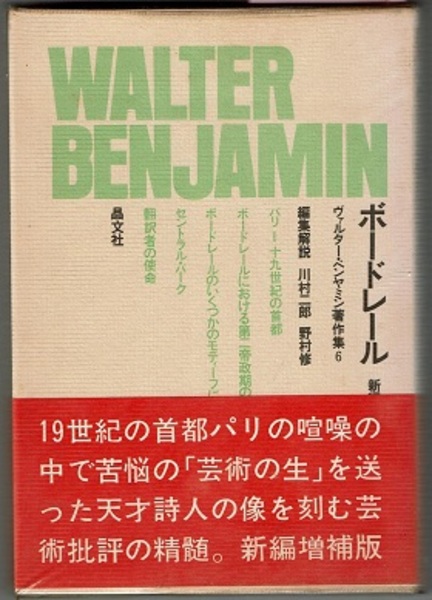 WALTER
BENJAMIN
ボードレール 新
ヴァルター・ベンヤミン著作集6
編集解説 川村二郎 野村修
パリー十九世紀の首都
ボードレールにおける第二帝政期の
ボードレールのいくつかのモティーフに
セントラルパーク
翻訳者の使命
晶文社
19世紀の首都パリの喧噪の
中で苦悩の「芸術の生」を送
った天才詩人の像を刻む芸
術批評の精髄。新編増補版